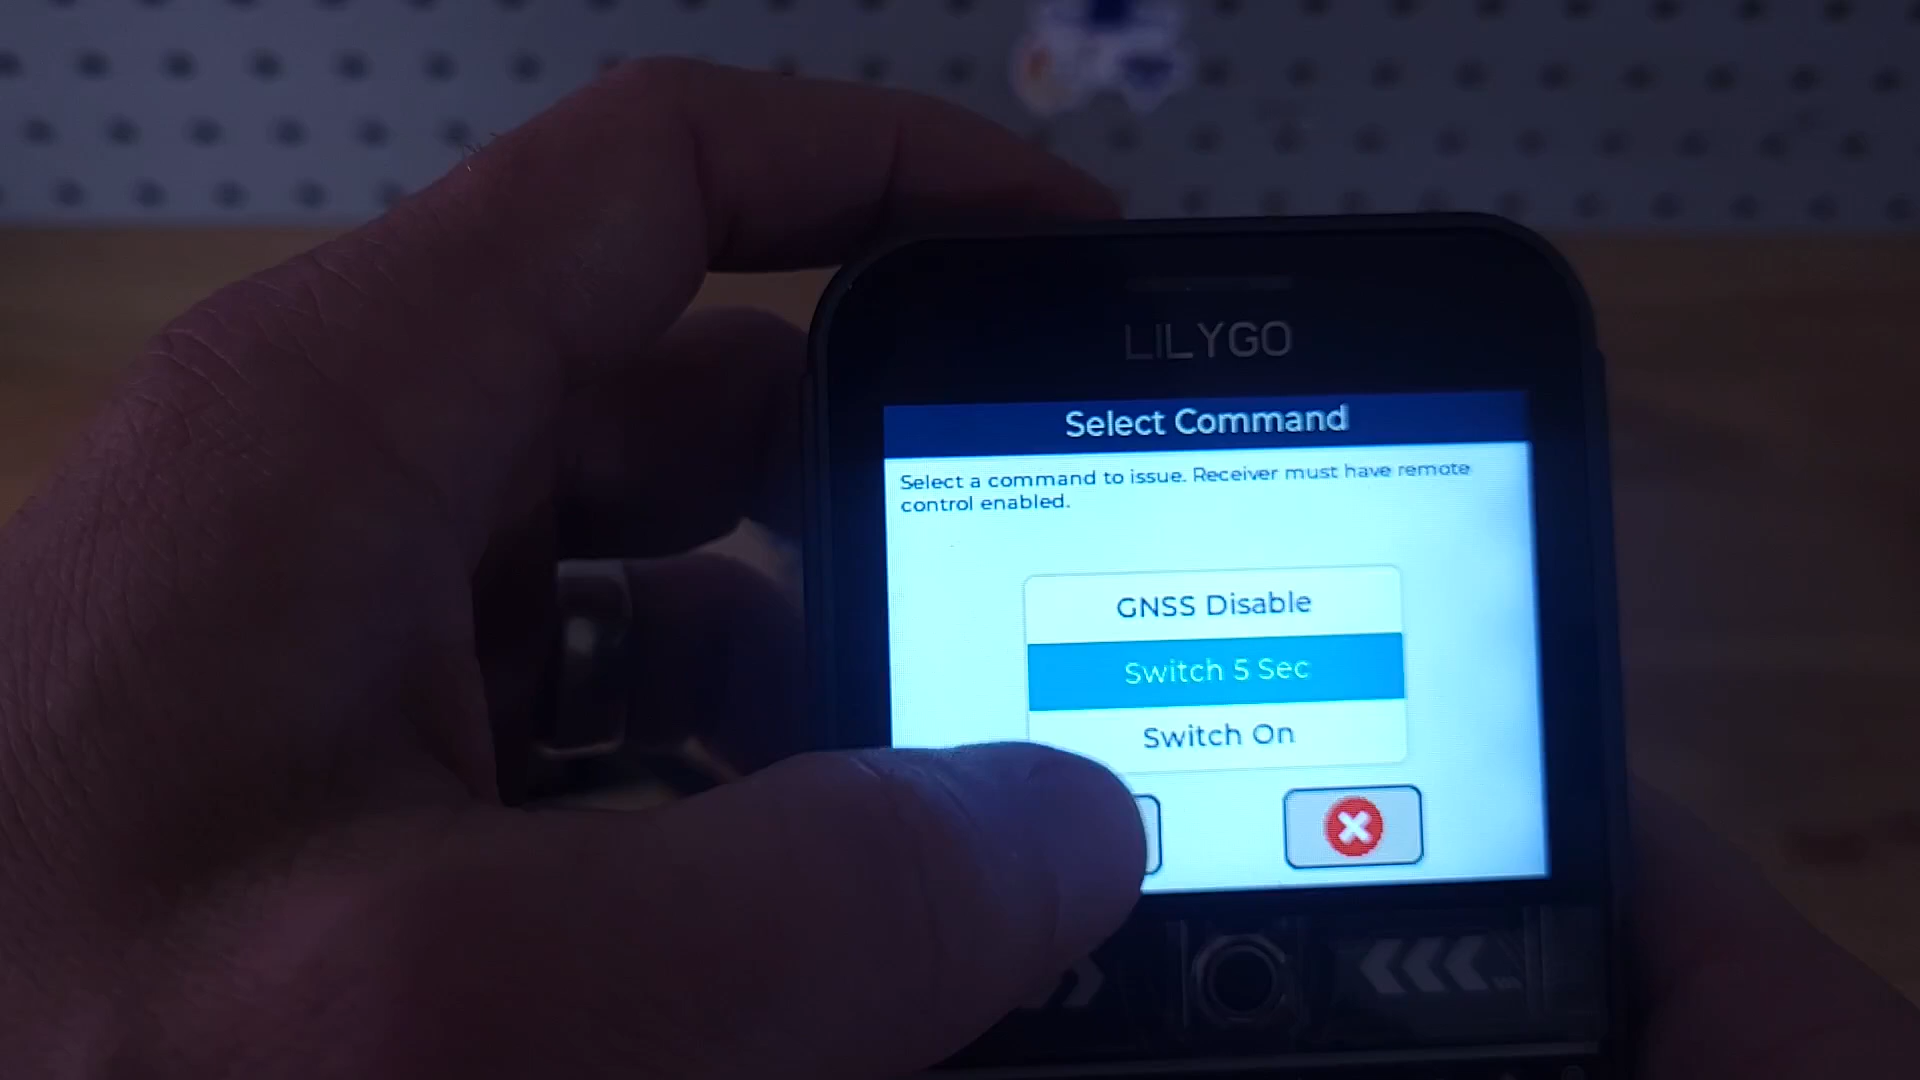 LILYGO
Select Command
Select a command to issue. Receiver must have remote
control enabled.
GNSS Disable
Switch 5 Sec
Switch On